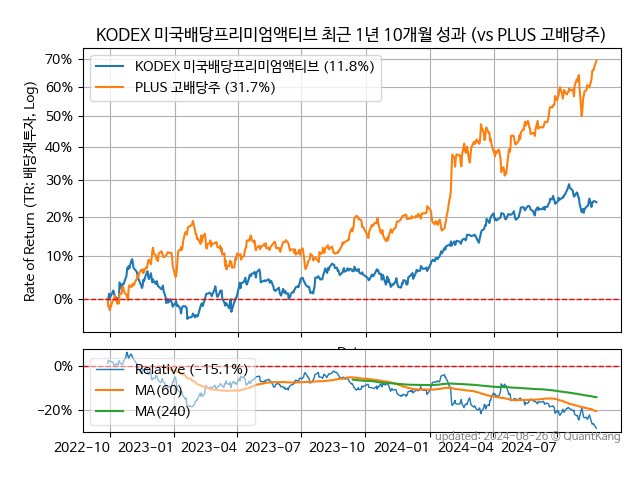 KODEX 미국배당프리미엄액티브 최근 1년 10개월 성과 (vs PLUS 고배당주)
KODEX 미국배당프리미엄액티브 (11.8%)
PLUS 고배당주 (31.7%)
70%
60%
50%
40%
30%
20%
10%
0%
Rate of Return (TR: 배당재투자, Log)
Relative (-15.1%)
MA(60)
MA(240)
0%
-20%
2022-10 2023-01 2023-04 2023-07 2023-10 2024-01 2024-04 2024-07
updated: 2024-08-26 © QuantKang